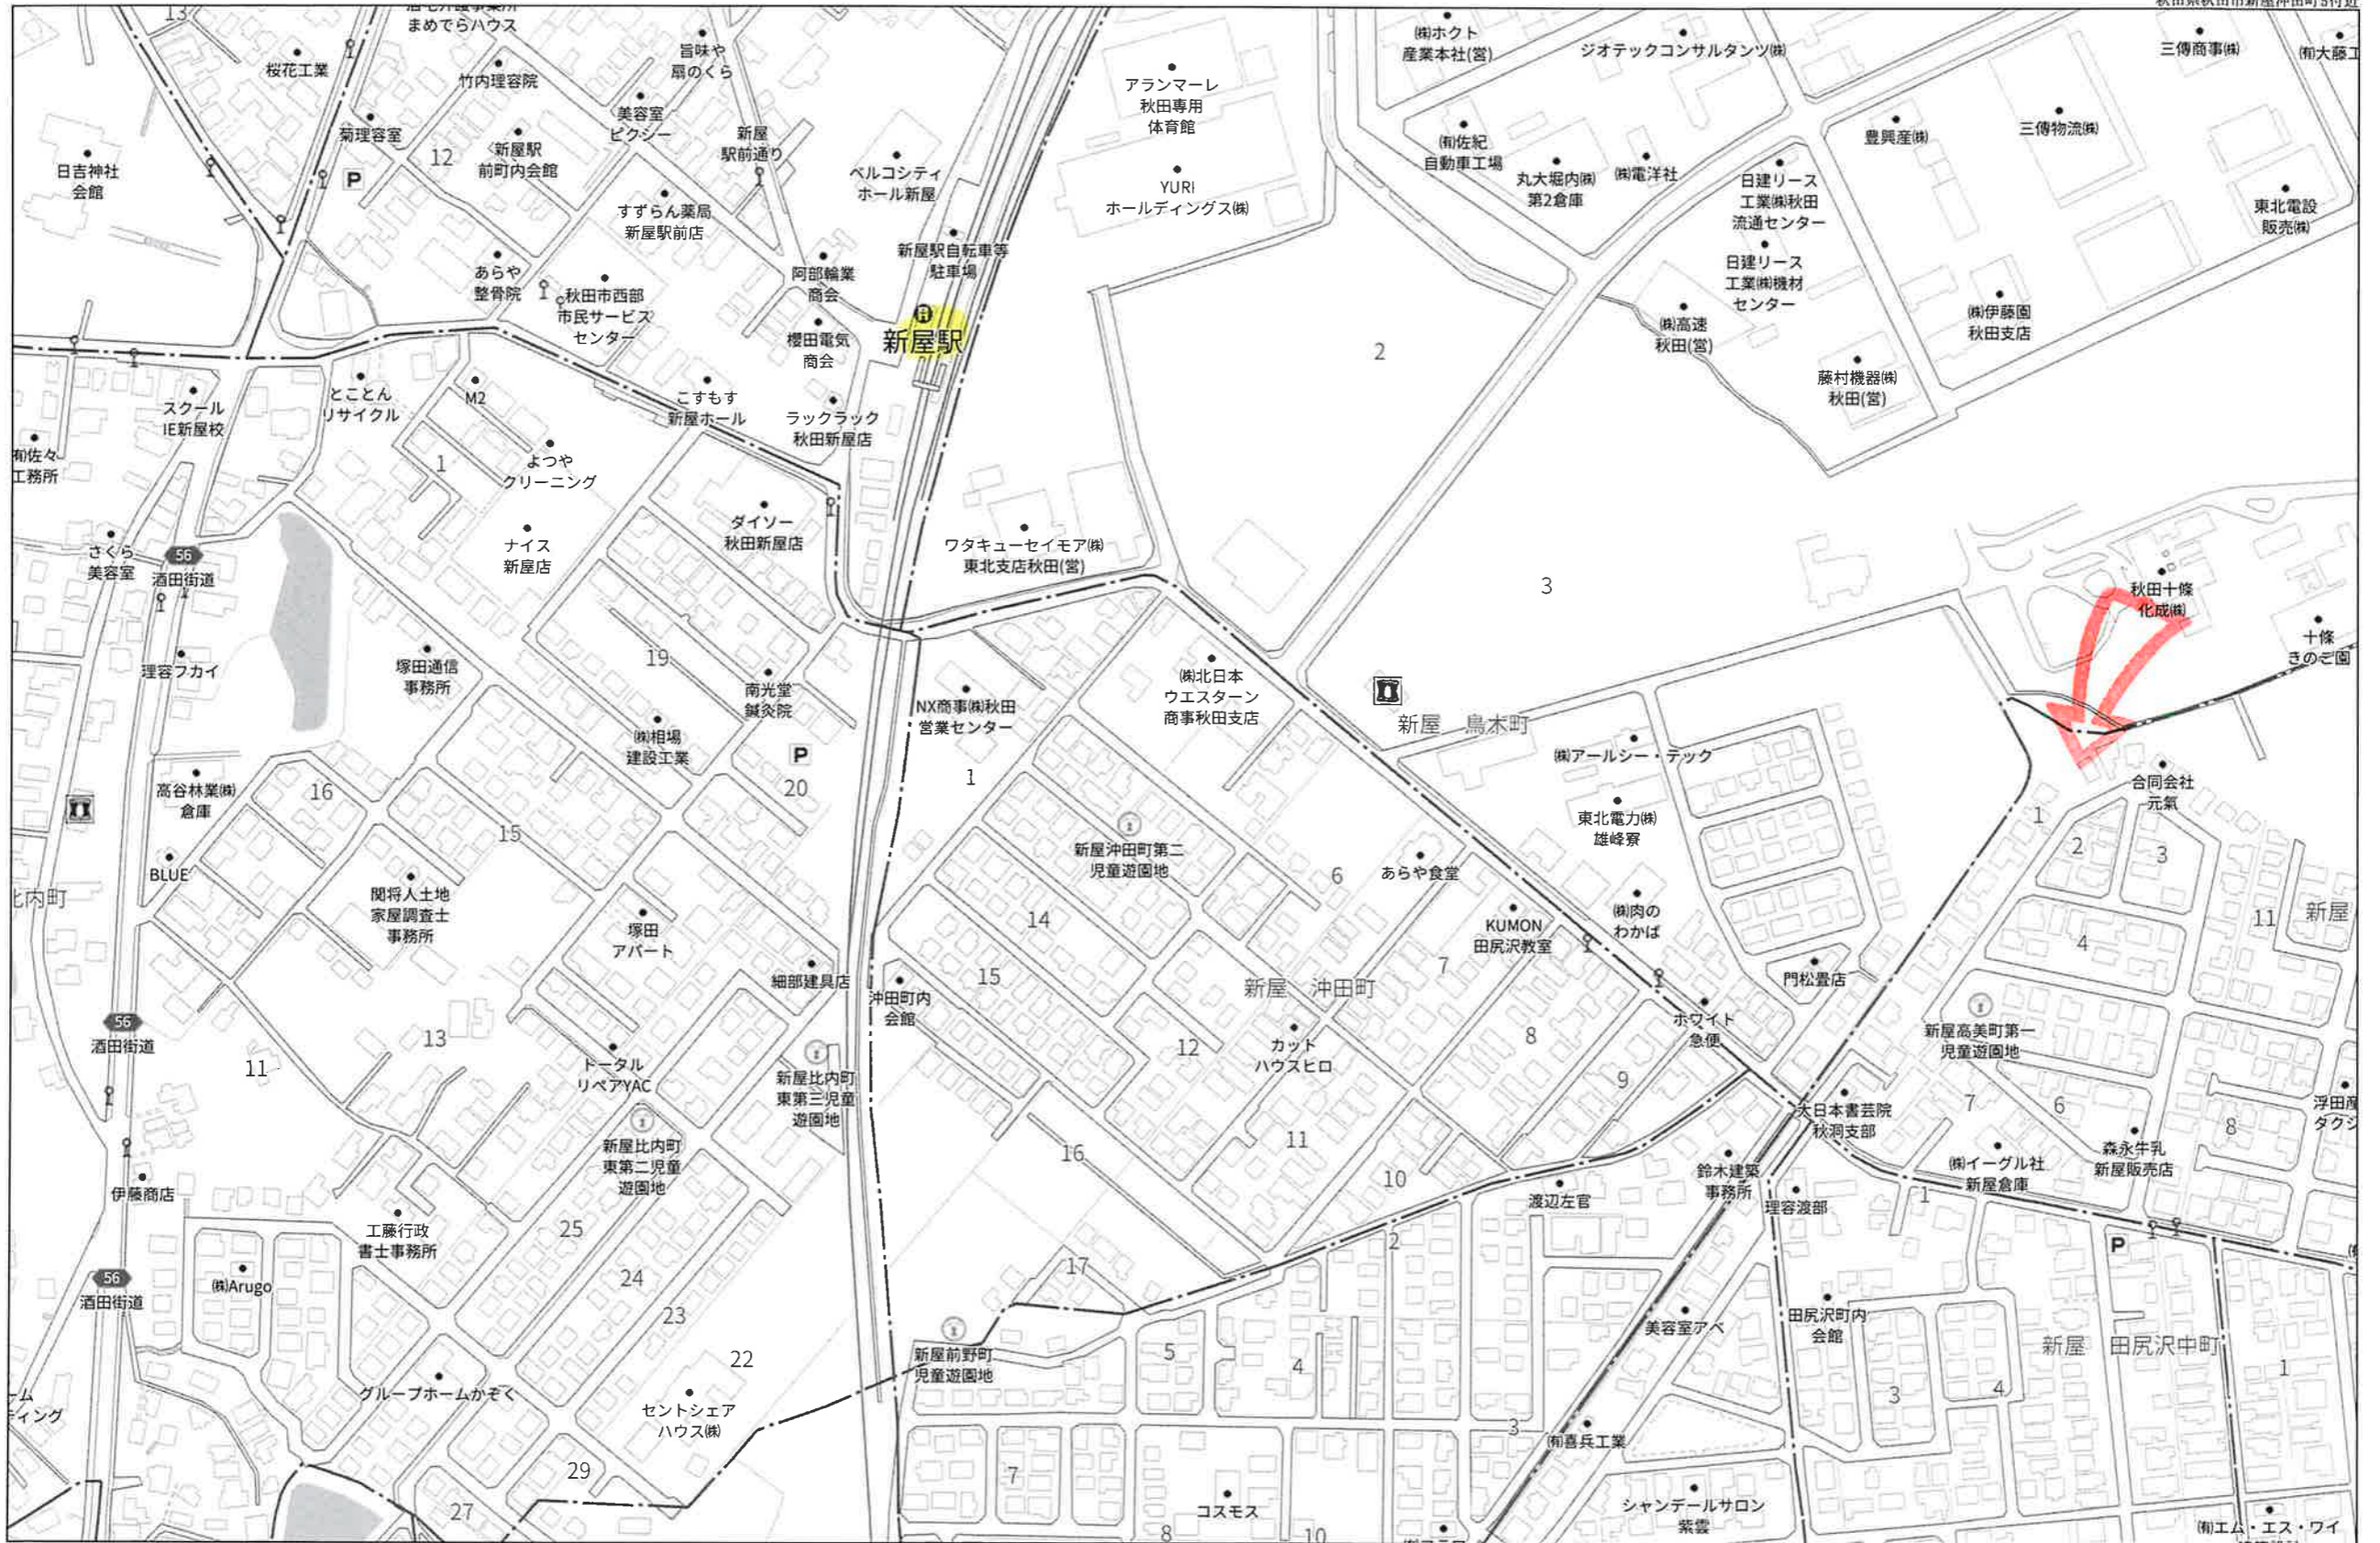 秋田県秋田市新屋沖田町5付近
13
まめでらハウス
桜花工業
竹内理容院
旨味や
扇のくら
菊理容室
12
新屋駅
前町内会館
美容室
ピクシー
新屋
駅前通り
日吉神社
会館
P
すずらん薬局
新屋駅前店
ベルコシティ
ホール新屋
アランマーレ
秋田専用
体育館
YURI
ホールディングス㈱
㈱ホクト
産業本社(営)
ジオテックコンサルタンツ㈱
三傳商事㈱
㈲大藤工
㈲佐紀
自動車工場
丸大堀内㈱
第2倉庫
㈱電洋社
豊興産㈱
三傳物流㈱
日建リース
工業㈱秋田
流通センター
東北電設
販売㈱
あらや
整骨院
秋田市西部
市民サービス
センター
阿部輪業
商会
新屋駅自転車等
駐車場
櫻田電気
商会
新屋駅
日建リース
工業㈱機材
センター
㈱高速
秋田(営)
㈱伊藤園
秋田支店
藤村機器㈱
秋田(営)
2
スクール
IE新屋校
とことん
リサイクル
M2
こすもす
新屋ホール
ラックラック
秋田新屋店
㈲佐々
工務所
1
よつや
クリーニング
ナイス
新屋店
ダイソー
秋田新屋店
ワタキューセイモア㈱
東北支店秋田(営)
3
さくら
美容室
56
酒田街道
秋田十條
化成㈱
十條
きのこ園
理容フカイ
塚田通信
事務所
19
南光堂
鍼灸院
㈱相場
建設工業
P
20
NX商事㈱秋田
営業センター
1
㈱北日本
ウエスターン
商事秋田支店
新屋 鳥木町
㈱アールシー・テック
東北電力㈱
雄峰寮
合同会社
元氣
1
2
3
高谷林業㈱
倉庫
16
15
BLUE
関将人土地
家屋調査士
事務所
塚田
アパート
細部建具店
新屋沖田町第二
児童遊園地
6
あらや食堂
14
15
KUMON
田尻沢教室
㈱肉の
わかば
7
新屋 沖田町
沖田町内
会館
門松畳店
4
11
新屋
北内町
56
酒田街道
11
13
トータル
リペアYAC
新屋比内町
東第三児童
遊園地
新屋比内町
東第二児童
遊園地
12
カット
ハウスヒロ
8
9
ホワイト
急便
新屋高美町第一
児童遊園地
大日本書芸院
秋洞支部
7
6
8
浮田産
タクシ
伊藤商店
工藤行政
書士事務所
25
24
23
22
16
11
10
渡辺左官
鈴木建築
事務所
理容渡部
㈱イーグル社
新屋倉庫
森永牛乳
新屋販売店
1
P
56
酒田街道
㈱Arugo
グループホームかぞく
セントシェア
ハウス㈱
17
2
新屋前野町
児童遊園地
5
4
3
美容室アベ
田尻沢町内
会館
新屋 田尻沢中町
3
4
1
㈲喜兵工業
ーム
ティング
29
27
7
8
コスモス
10
シャンデールサロン
紫雲
㈲エム・エス・ワイ